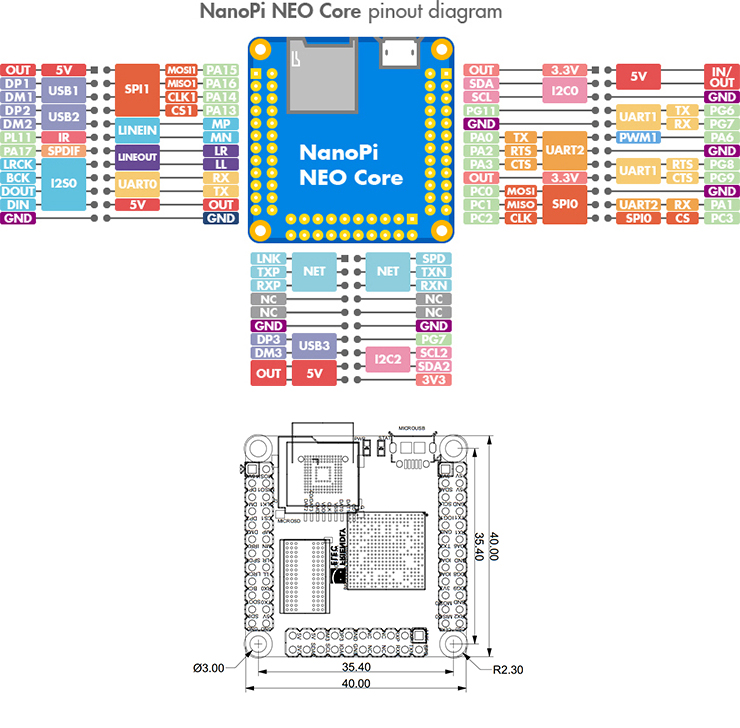 NanoPi NEO Core pinout diagram
OUT 5V MOSI1 PA15
DP1 USB1 SPI1 MISO1 PA16
DM1 CLK1 PA14
DP2 USB2 CS1 PA13
DM2 LINEIN MP
PL11 IR MN
PA17 SPDIF LINEOUT LR
LRCK I2S0 LL
BCK UART0 RX
DOUT TX
DIN 5V OUT
GND GND
NanoPi
NEO Core
OUT 3.3V 5V IN/
OUT
SDA I2C0
SCL GND
PG11 UART1 TX PG6
GND RX PG7
PA0 TX UART2 PWM1 PA6
PA2 RTS GND
PA3 CTS UART1 RTS PG8
OUT 3.3V CTS PG9
PC0 MOSI SPI0 GND
PC1 MISO UART2 RX PA1
PC2 CLK SPI0 CS PC3
LNK NET NET SPD
TXP TXN
RXP RXN
NC NC
NC NC
GND GND
DP3 USB3 PG7
DM3 I2C2 SCL2
OUT 5V SDA2
3V3
MICROUSB
MICROSD
40.00
35.40
Ø3.00
35.40
R2.30
40.00